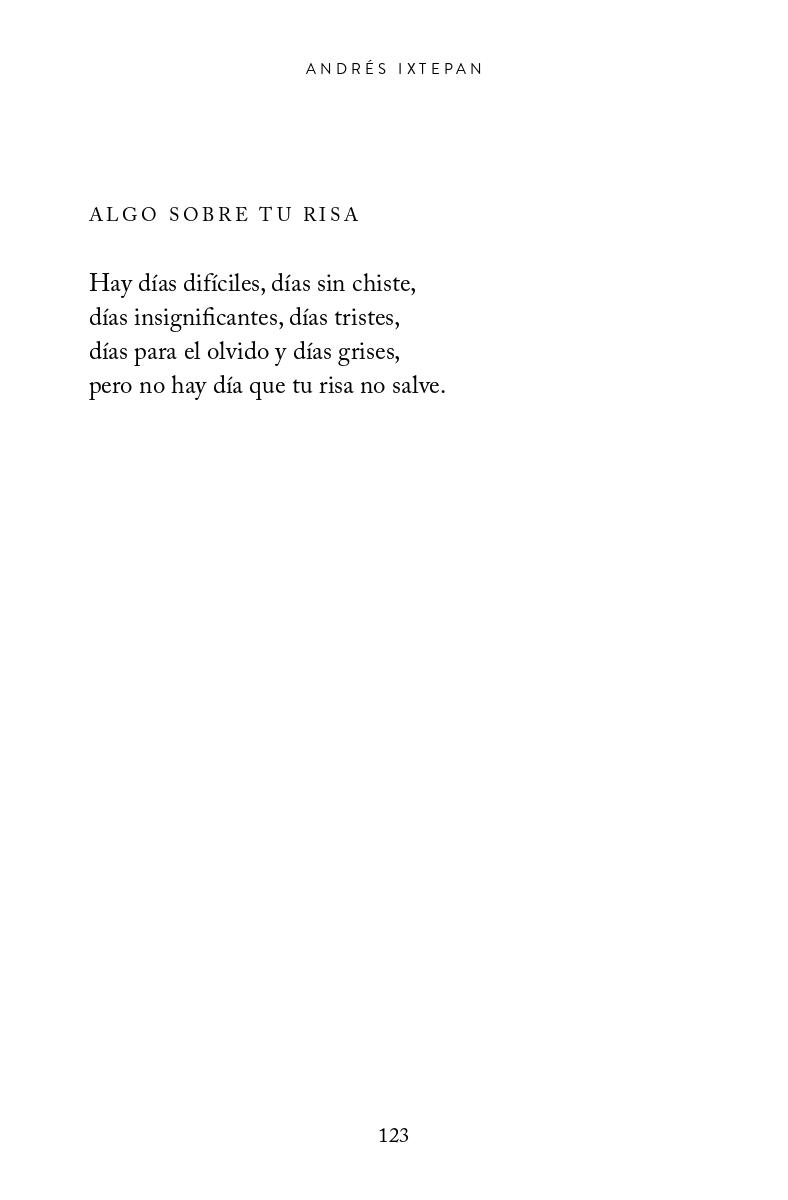 ANDRÉS IXTEPAN
ALGO SOBRE TU RISA
Hay días difíciles, días sin chiste,
días insignificantes, días tristes,
días para el olvido y días grises,
pero no hay día que tu risa no salve.
123